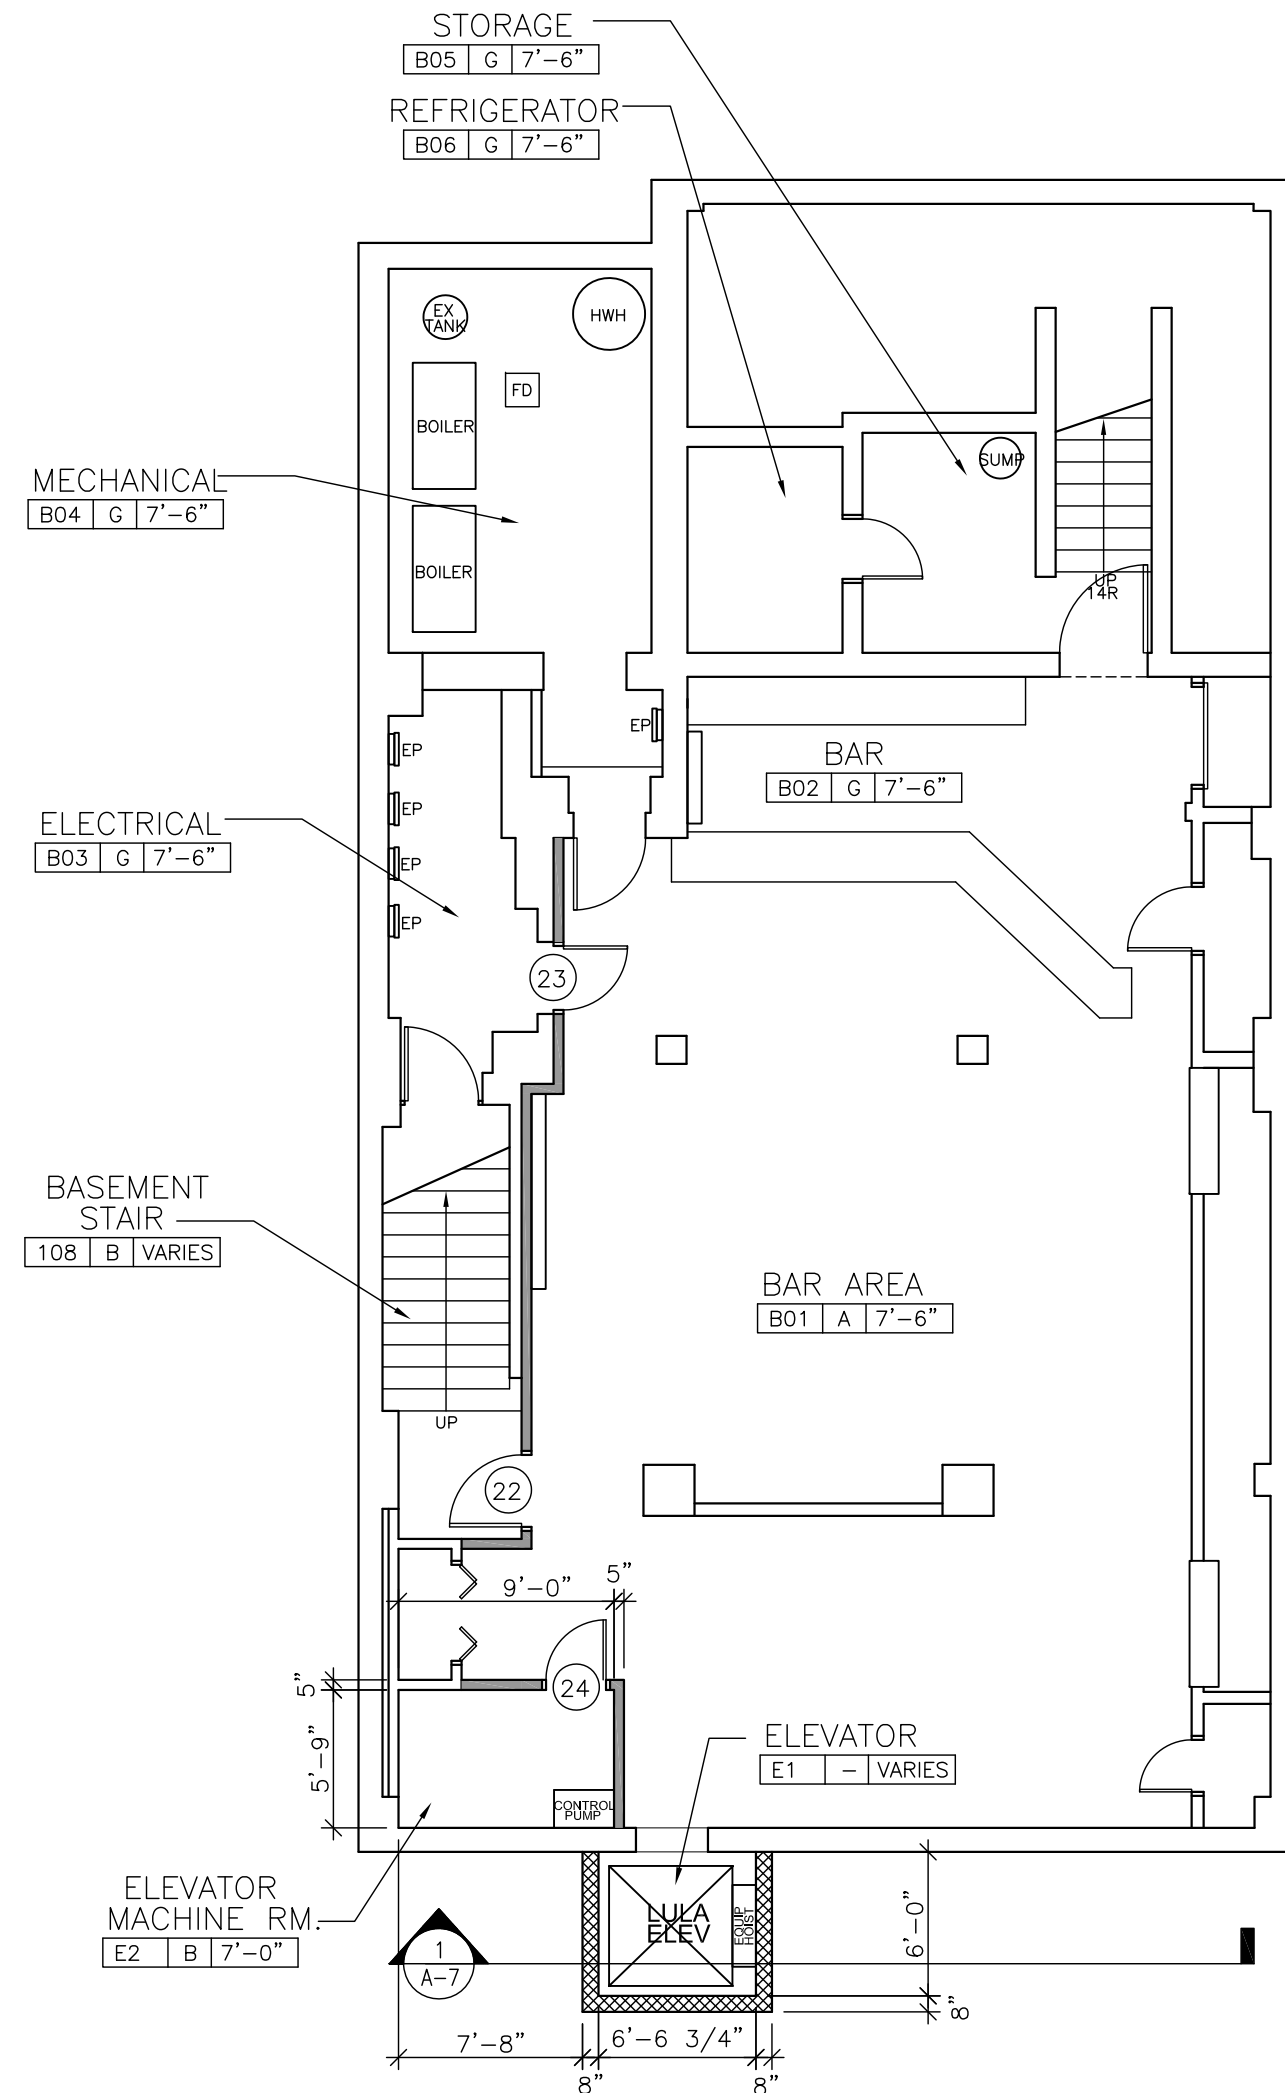 STORAGE
B05 G 7'-6"
REFRIGERATOR
B06 G 7'-6"
EX
TANK
HWH
FD
BOILER
SUMP
MECHANICAL
B04 G 7'-6"
BOILER
UP
14R
EP
EP
BAR
B02 G 7'-6"
EP
ELECTRICAL
B03 G 7'-6"
EP
EP
23
BASEMENT
STAIR
108 B VARIES
BAR AREA
B01 A 7'-6"
UP
22
9'-0"
5"
5"
24
5'-9"
ELEVATOR
E1 - VARIES
CONTROL
PUMP
ELEVATOR
MACHINE RM.
E2 B 7'-0"
LULA
ELEV
EQUIP
HOIST
6'-0"
1
A-7
8"
7'-8"
6'-6 3/4"
8"
8"